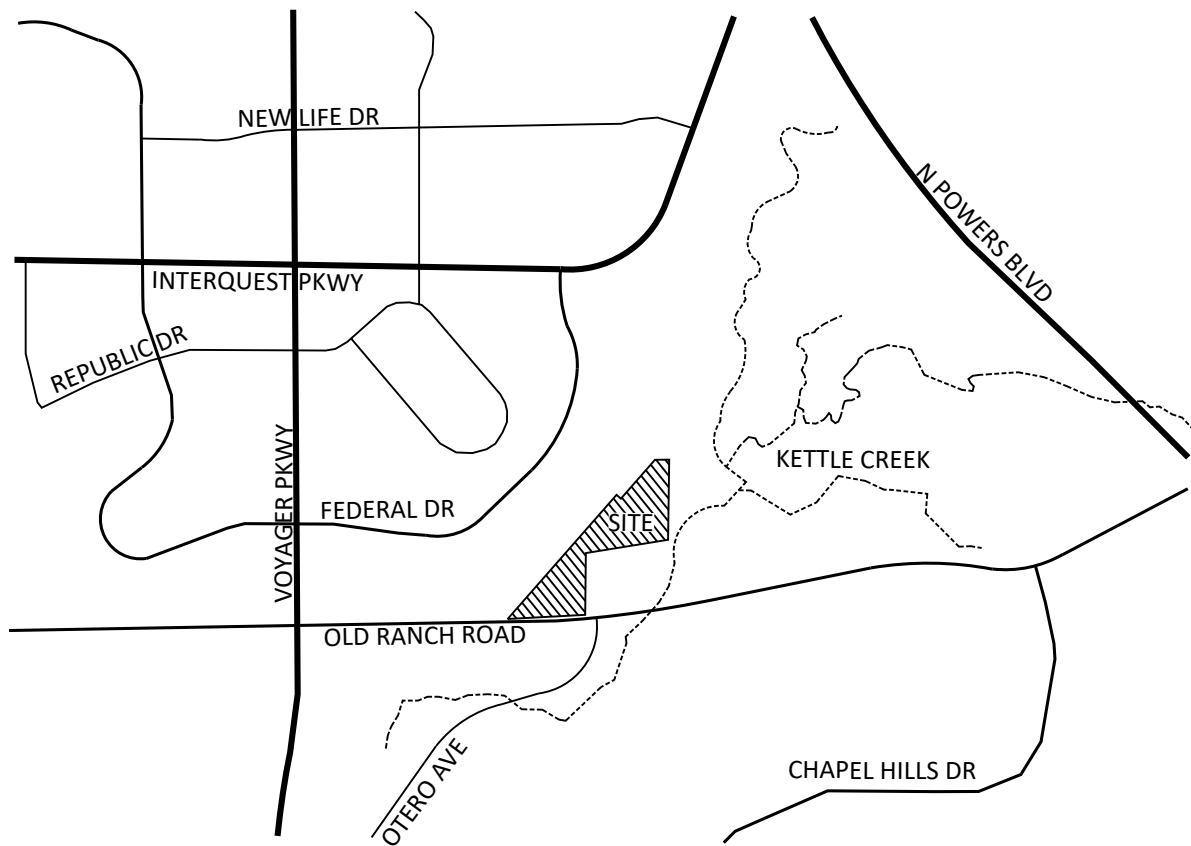 NEW LIFE DR
N POWERS BLVD
INTERQUEST PKWY
REPUBLIC DR
VOYAGER PKWY
KETTLE CREEK
FEDERAL DR
SITE
OLD RANCH ROAD
OTERO AVE
CHAPEL HILLS DR